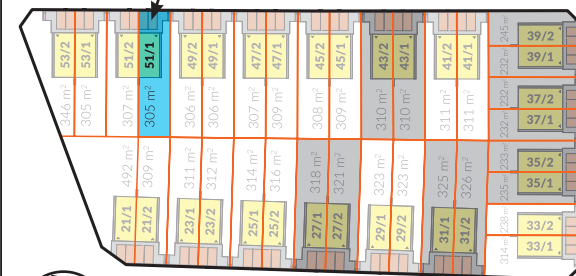 53/2 53/1 51/2 51/1 49/2 49/1 47/2 47/1 45/2 45/1 43/2 43/1 41/2 41/1
346 m² 305 m² 307 m² 305 m² 306 m² 306 m² 307 m² 309 m² 308 m² 309 m² 310 m² 310 m² 311 m² 311 m²
492 m² 309 m² 311 m² 312 m² 314 m² 316 m² 318 m² 321 m² 323 m² 323 m² 325 m² 326 m²
21/1 21/2 23/1 23/2 25/1 25/2 27/1 27/2 29/1 29/2 31/1 31/2
245 m² 39/2
232 39/1
222 m² 37/2
232 m² 37/1
233 m² 35/2
235 m² 35/1
228 m² 33/2
314 m² 33/1